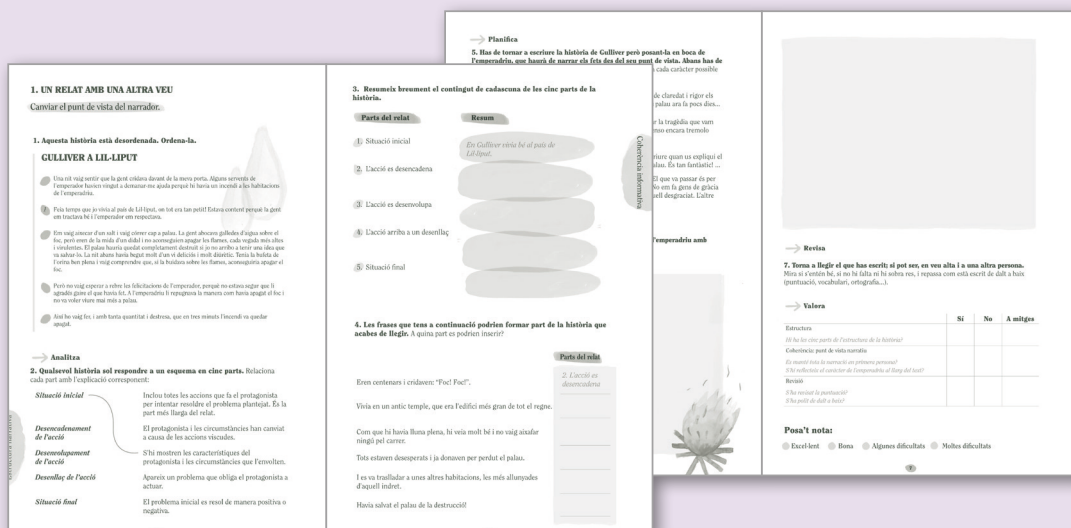 1. UN RELAT AMB UNA ALTRA VEU
Canviar el punt de vista del narrador.
1. Aquesta història està desordenada. Ordena-la.
GULLIVER A LIL·LIPUT
Una nit vaig sentir que la gent cridava davant de la meva porta. Alguns servents de
l'emperador havien vingut a demanar-me ajuda perquè hi havia un incendi a les habitacions
de l'emperadriu.
Feia temps que jo vivia al país de Lil·liput, on tot era tan petit! Estava content perquè la gent
em tractava bé i l'emperador em respectava.
Em vaig aixecar d'un salt i vaig córrer cap a palau. La gent abocava galledes d'aigua sobre el
foc, però eren de la mida d'un didal i no aconseguien apagar les flames, cada vegada més altes
i virulentes. El palau hauria quedat completament destruït si jo no arribo a tenir una idea que
va salvar-lo. La nit abans havia begut molt d'un vi deliciós i molt diürètic. Tenia la bufeta de
l'orina ben plena i vaig comprendre que, si la buidava sobre les flames, aconseguiria apagar el
foc.
Però no vaig esperar a rebre les felicitacions de l'emperador, perquè no estava segur que li
agradés gaire el que havia fet. A l'emperadriu li repugnava la manera com havia apagat el foc i
no va voler viure mai més a palau.
Així ho vaig fer, i amb tanta quantitat i destresa, que en tres minuts l'incendi va quedar
apagat.
Analitza
2. Qualsevol història sol respondre a un esquema en cinc parts. Relaciona
cada part amb l'explicació corresponent:
Situació inicial
Inclou totes les accions que fa el protagonista
per intentar resoldre el problema plantejat. És la
part més llarga del relat.
Desencadenament
de l'acció
El protagonista i les circumstàncies han canviat
a causa de les accions viscudes.
Desenvolupament
de l'acció
S'hi mostren les característiques del
protagonista i les circumstàncies que l'envolten.
Desenllaç de l'acció
Apareix un problema que obliga el protagonista a
actuar.
Situació final
El problema inicial es resol de manera positiva o
negativa.
3. Resumeix breument el contingut de cadascuna de les cinc parts de la
història.
Parts del relat
Resum
1. Situació inicial
En Gulliver vivia bé al país de
Lil·liput.
2. L'acció es desencadena
3. L'acció es desenvolupa
4. L'acció arriba a un desenllaç
5. Situació final
Coherència informativa
4. Les frases que tens a continuació podrien formar part de la història que
acabes de llegir. A quina part es podrien inserir?
Parts del relat
2. L'acció es
desencadena
Eren centenars i cridaven: "Foc! Foc!".
Vivia en un antic temple, que era l'edifici més gran de tot el regne.
Com que hi havia lluna plena, hi veia molt bé i no vaig aixafar
ningú pel carrer.
Tots estaven desesperats i ja donaven per perdut el palau.
I es va traslladar a unes altres habitacions, les més allunyades
d'aquell indret.
Havia salvat el palau de la destrucció!
Planifica
5. Has de tornar a escriure la història de Gulliver però posant-la en boca de
l'emperadriu, que haurà de narrar els fets des del seu punt de vista. Abans has de
cada caràcter possible
de claredat i rigor els
palau ara fa pocs dies...
r la tragèdia que vam
enso encara tremolo
riure quan us expliqui el
alau. És tan fantàstic! ...
El que va passar és per
No em fa gens de gràcia
uell desgraciat. L'altre
l'emperadriu amb
Revisa
7. Torna a llegir el que has escrit; si pot ser, en veu alta i a una altra persona.
Mira si s'entén bé, si no hi falta ni hi sobra res, i repassa com està escrit de dalt a baix
(puntuació, vocabulari, ortografia...).
Valora
Sí No A mitges
Estructura
Hi ha les cinc parts de l'estructura de la història?
Coherència: punt de vista narratiu
Es manté tota la narració en primera persona?
S'hi reflecteix el caràcter de l'emperadriu al llarg del text?
Revisió
S'ha revisat la puntuació?
S'ha polit de dalt a baix?
Posa't nota:
Excel·lent Bona Algunes dificultats Moltes dificultats
7